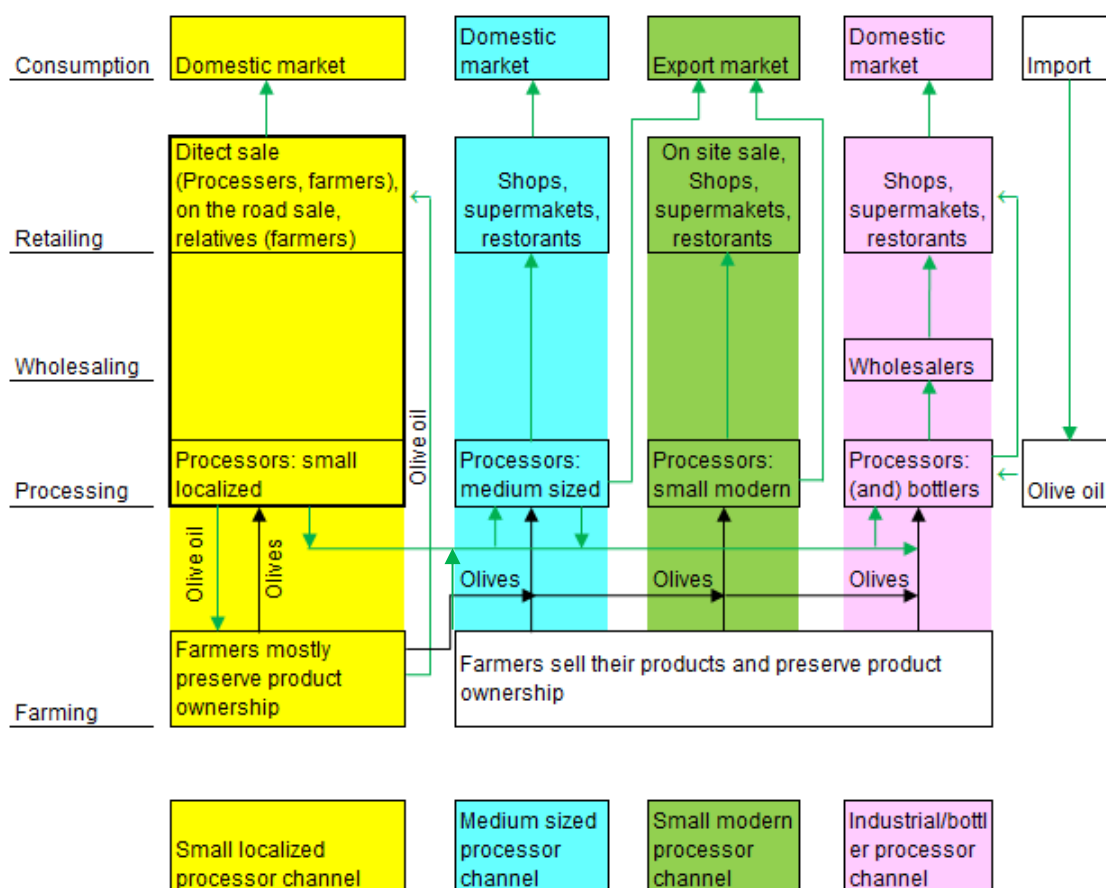 Consumption
Domestic market
Domestic
market
Export market
Domestic
market
Import
Retailing
Ditect sale
(Processers, farmers),
on the road sale,
relatives (farmers)
Shops,
supermakets,
restorants
On site sale,
Shops,
supermakets,
restorants
Shops,
supermakets,
restorants
Wholesaling
Wholesalers
Processing
Processors: small
localized
Olive oil
Processors:
medium sized
Processors:
small modern
Processors:
(and) bottlers
Olive oil
Olive oil
Olives
Olives
Olives
Olives
Farming
Farmers mostly
preserve product
ownership
Farmers sell their products and preserve product
ownership
Small localized
processor channel
Medium sized
processor
channel
Small modern
processor
channel
Industrial/bottl
er processor
channel